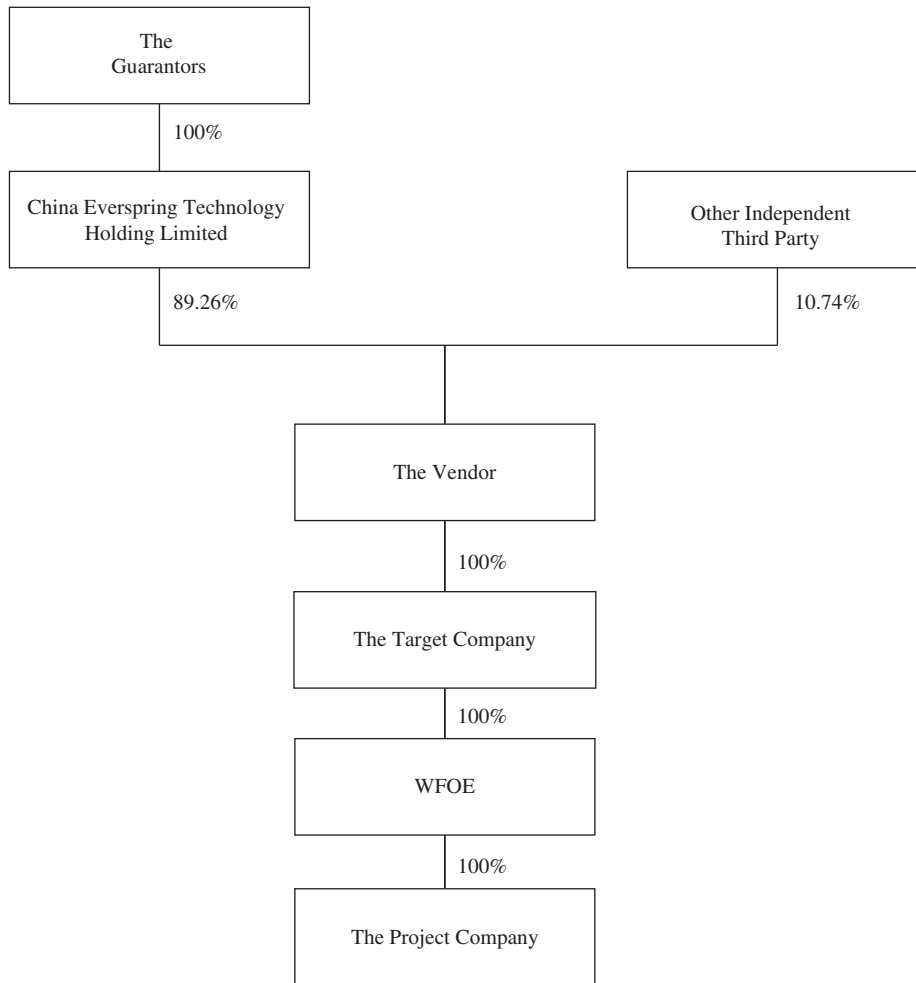 The
Guarantors
100%
China Everspring Technology
Holding Limited
Other Independent
Third Party
89.26%
10.74%
The Vendor
100%
The Target Company
100%
WFOE
100%
The Project Company